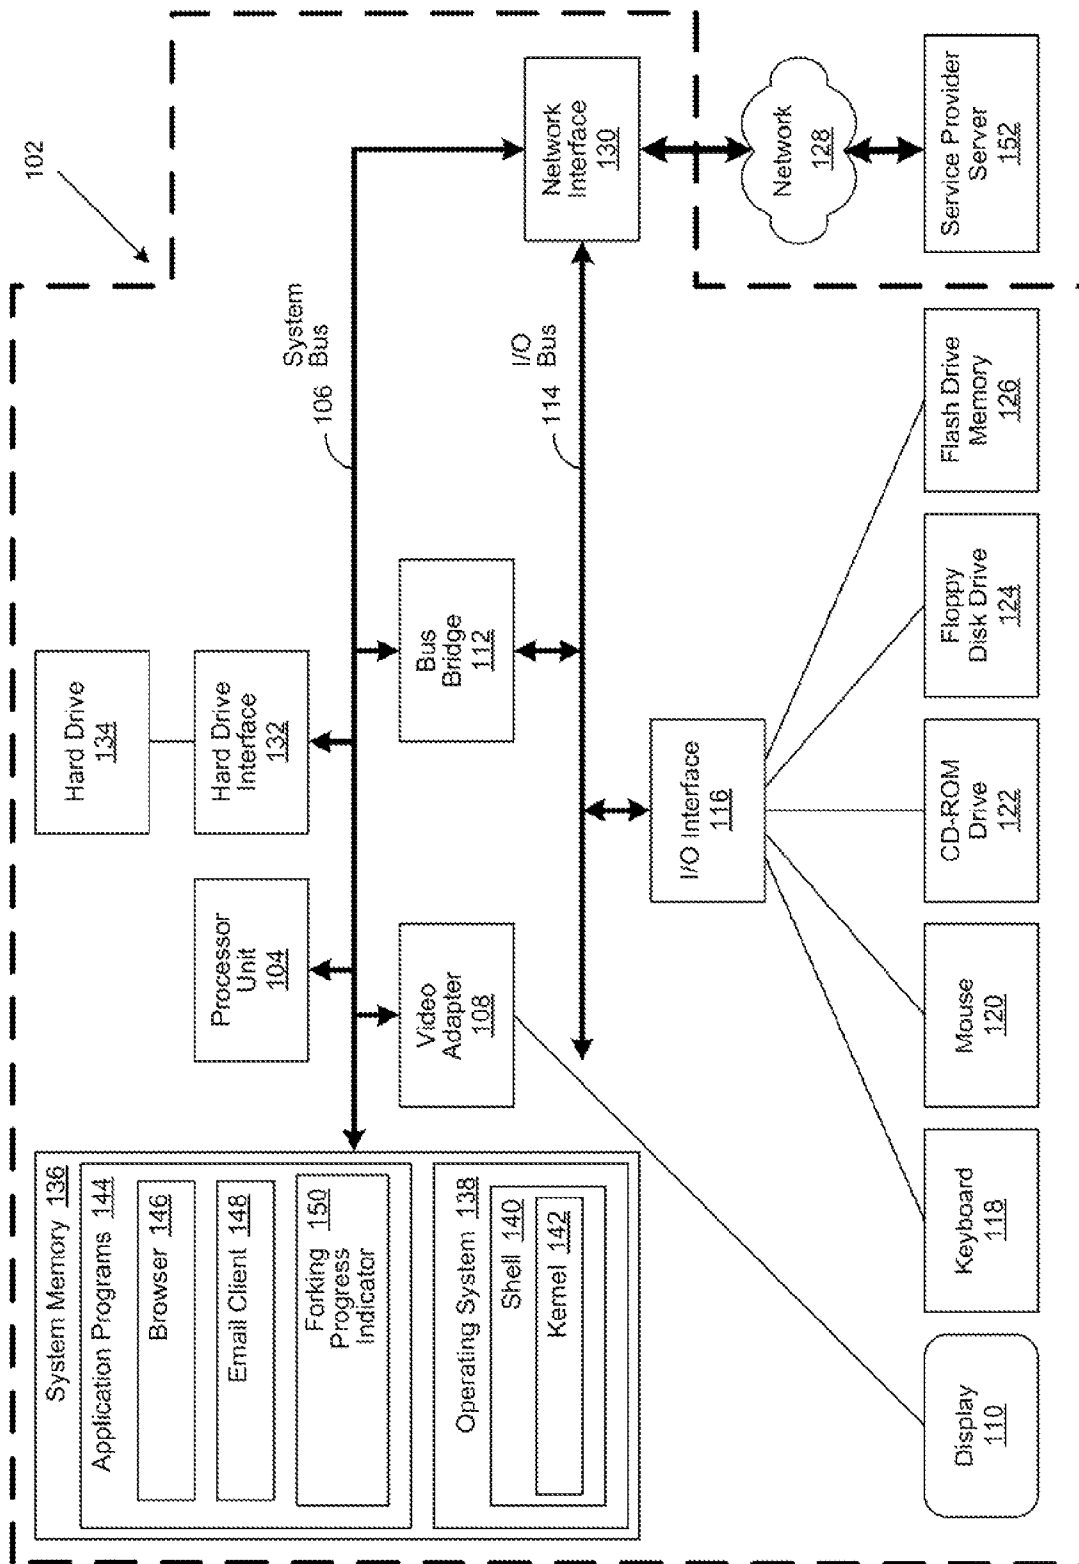 102
Hard Drive
134
Processor
Unit
104
Hard Drive
Interface
132
System Memory 136
Application Programs 144
Browser 146
Email Client 148
Forking 150
Progress
Indicator
Operating System 138
Shell 140
Kernel 142
106
System
Bus
Video
Adapter
108
Bus
Bridge
112
114
I/O
Bus
Network
Interface
130
I/O Interface
116
Network
128
Display
110
Keyboard
118
Mouse
120
CD-ROM
Drive
122
Floppy
Disk Drive
124
Flash Drive
Memory
126
Service Provider
Server
152